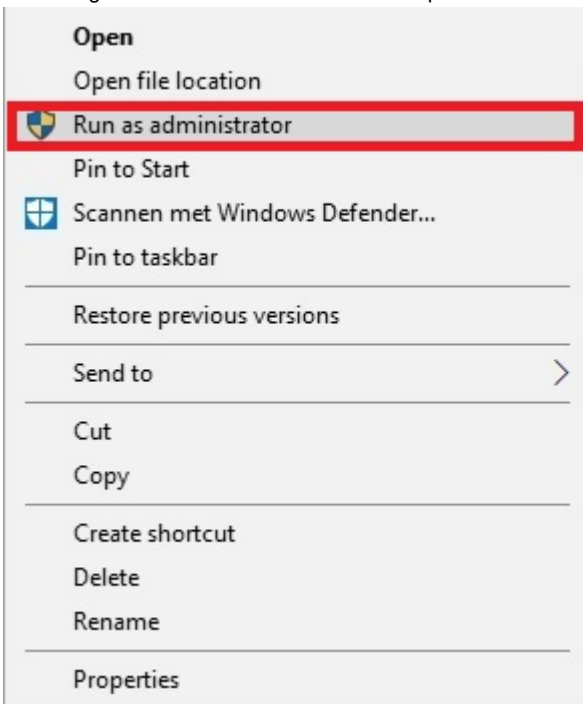 Open
Open file location
Run as administrator
Pin to Start
Scannen met Windows Defender...
Pin to taskbar
Restore previous versions
Send to
Cut
Copy
Create shortcut
Delete
Rename
Properties